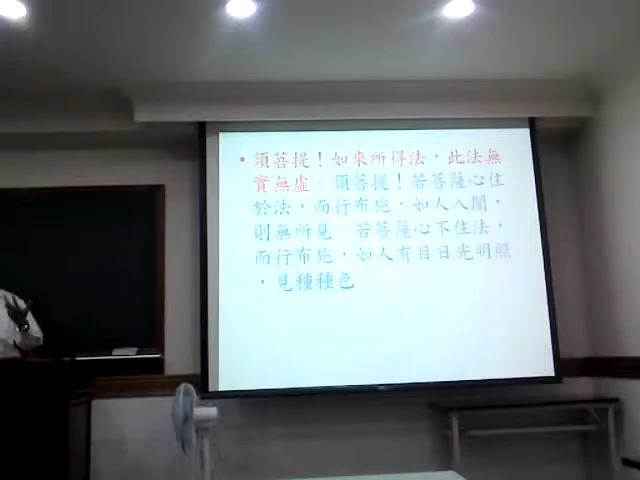 • 須菩提！如來所得法，此法無
實無虛。須菩提！若菩薩心住
於法，而行布施，如人入闇，
則無所見。若菩薩心不住法，
而行布施，如人有目日光明照
，見種種色